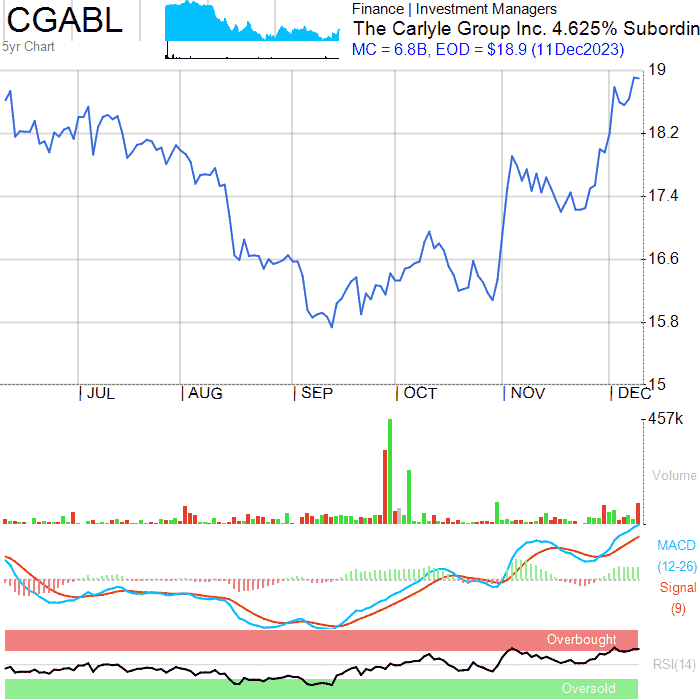 CGABL
5yr Chart
Finance | Investment Managers
The Carlyle Group Inc. 4.625% Subordin
MC = 6.8B, EOD = $18.9 (11Dec2023)
19
18.2
17.4
16.6
15.8
15
| JUL | AUG | SEP | OCT | NOV | DEC
457k
Volume
MACD
(12-26)
Signal
(9)
Overbought
RSI(14)
Oversold